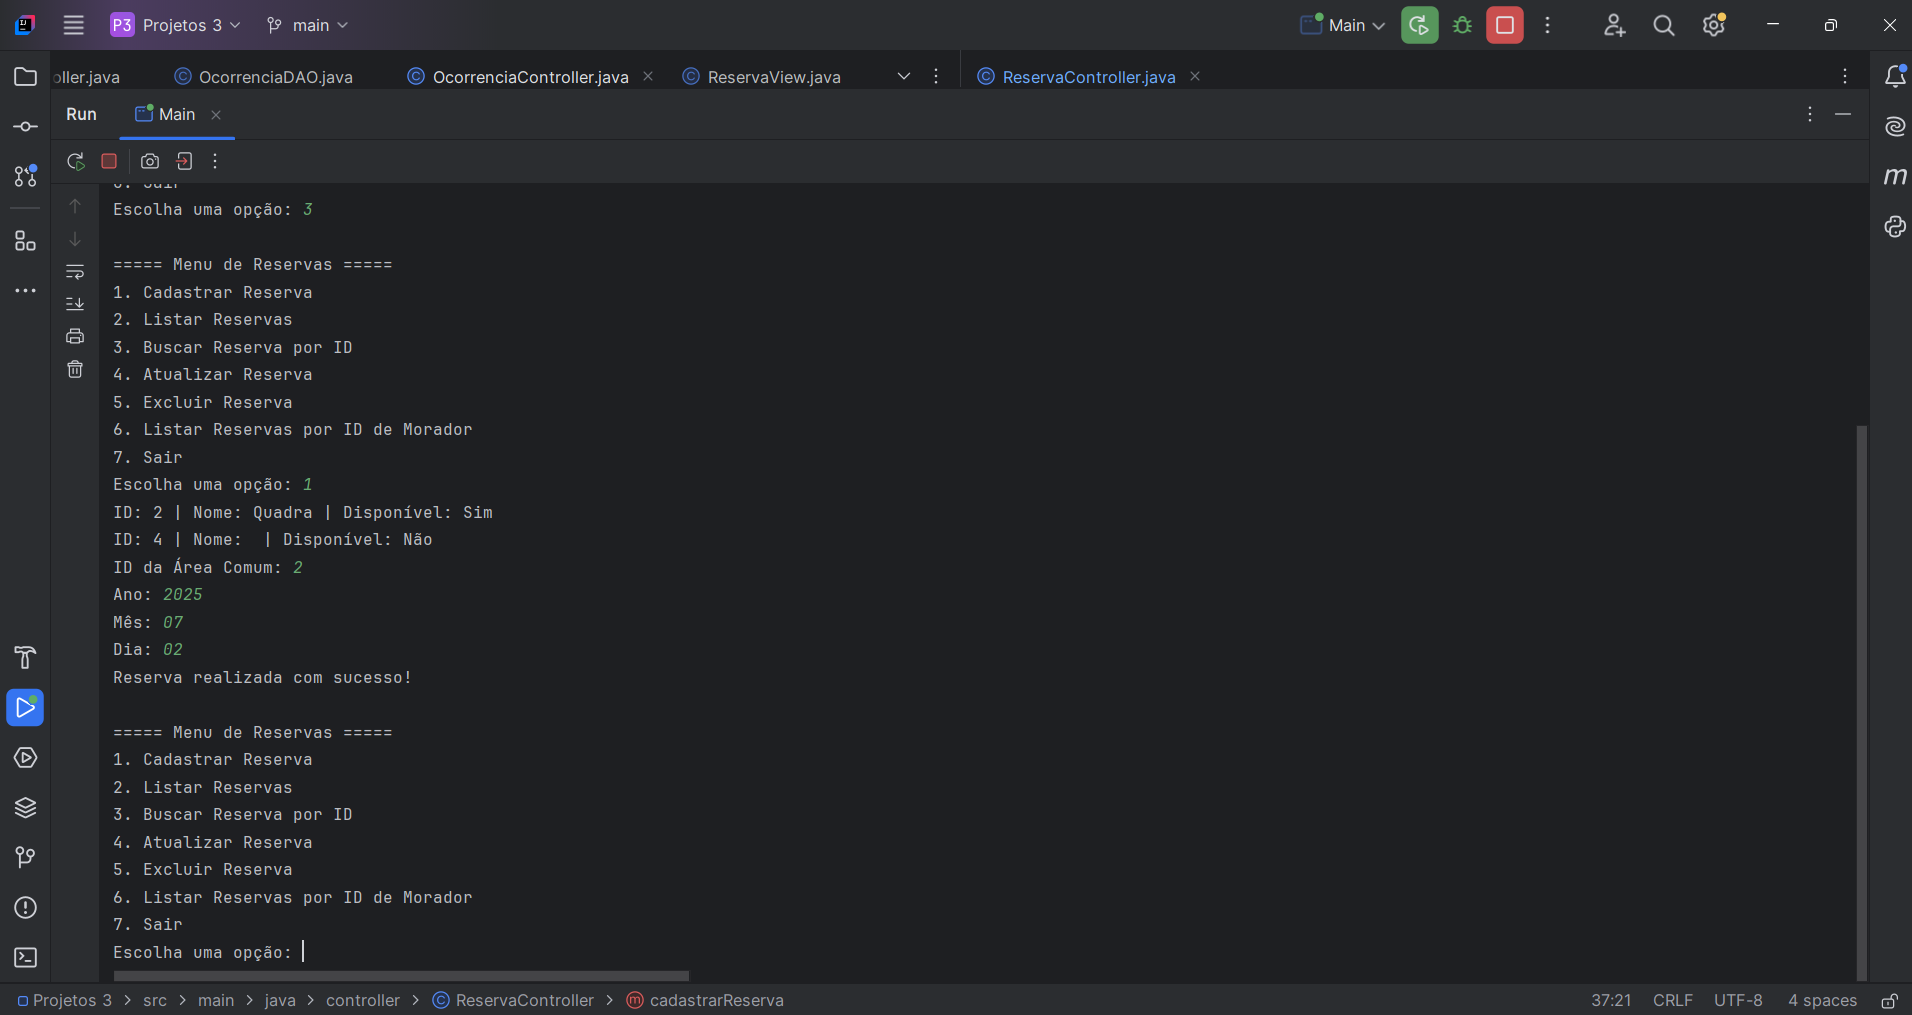 P3 Projetos 3 main Main
oller.java OcorrenciaDAO.java OcorrenciaController.java ReservaView.java ReservaController.java
Run Main
Escolha uma opção: 3
===== Menu de Reservas =====
1. Cadastrar Reserva
2. Listar Reservas
3. Buscar Reserva por ID
4. Atualizar Reserva
5. Excluir Reserva
6. Listar Reservas por ID de Morador
7. Sair
Escolha uma opção: 1
ID: 2 | Nome: Quadra | Disponível: Sim
ID: 4 | Nome:  | Disponível: Não
ID da Área Comum: 2
Ano: 2025
Mês: 07
Dia: 02
Reserva realizada com sucesso!
===== Menu de Reservas =====
1. Cadastrar Reserva
2. Listar Reservas
3. Buscar Reserva por ID
4. Atualizar Reserva
5. Excluir Reserva
6. Listar Reservas por ID de Morador
7. Sair
Escolha uma opção:
Projetos 3 > src > main > java > controller > ReservaController > cadastrarReserva 37:21 CRLF UTF-8 4 spaces